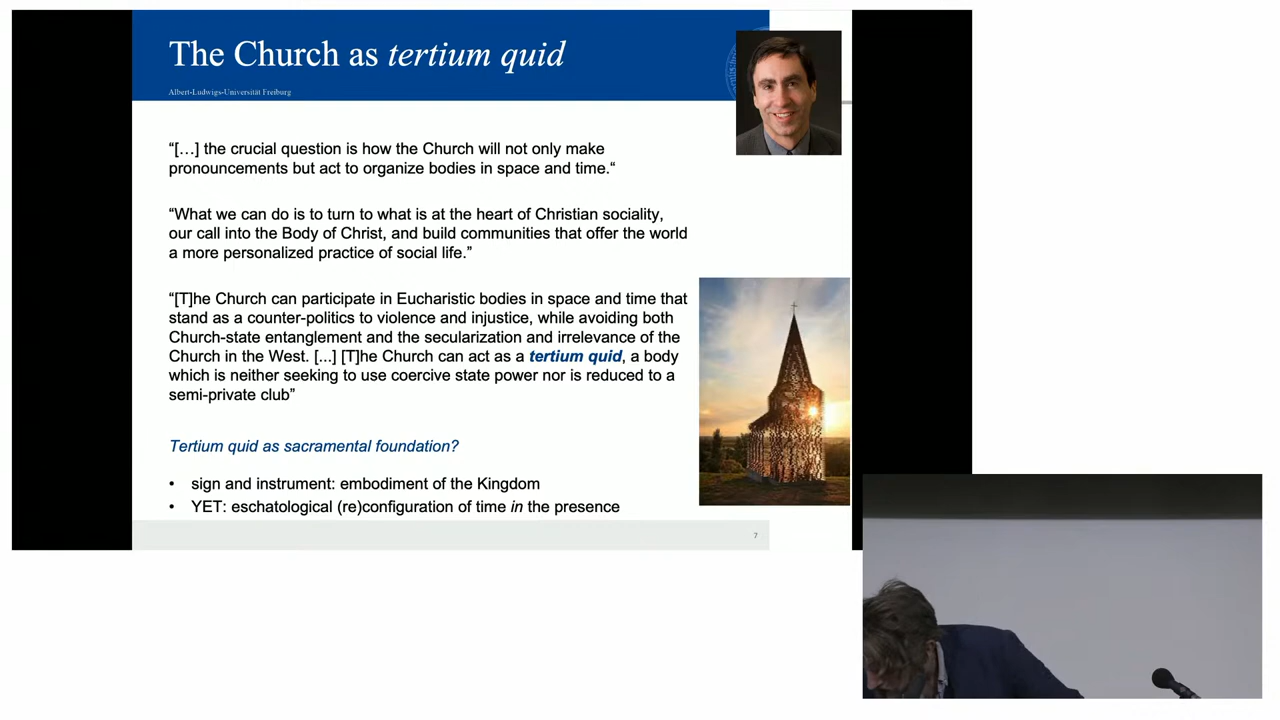 The Church as tertium quid
Albert-Ludwigs-Universität Freiburg
“[…] the crucial question is how the Church will not only make
pronouncements but act to organize bodies in space and time.“
“What we can do is to turn to what is at the heart of Christian sociality,
our call into the Body of Christ, and build communities that offer the world
a more personalized practice of social life.”
“[T]he Church can participate in Eucharistic bodies in space and time that
stand as a counter-politics to violence and injustice, while avoiding both
Church-state entanglement and the secularization and irrelevance of the
Church in the West. [...] [T]he Church can act as a tertium quid, a body
which is neither seeking to use coercive state power nor is reduced to a
semi-private club”
Tertium quid as sacramental foundation?
• sign and instrument: embodiment of the Kingdom
• YET: eschatological (re)configuration of time in the presence
7